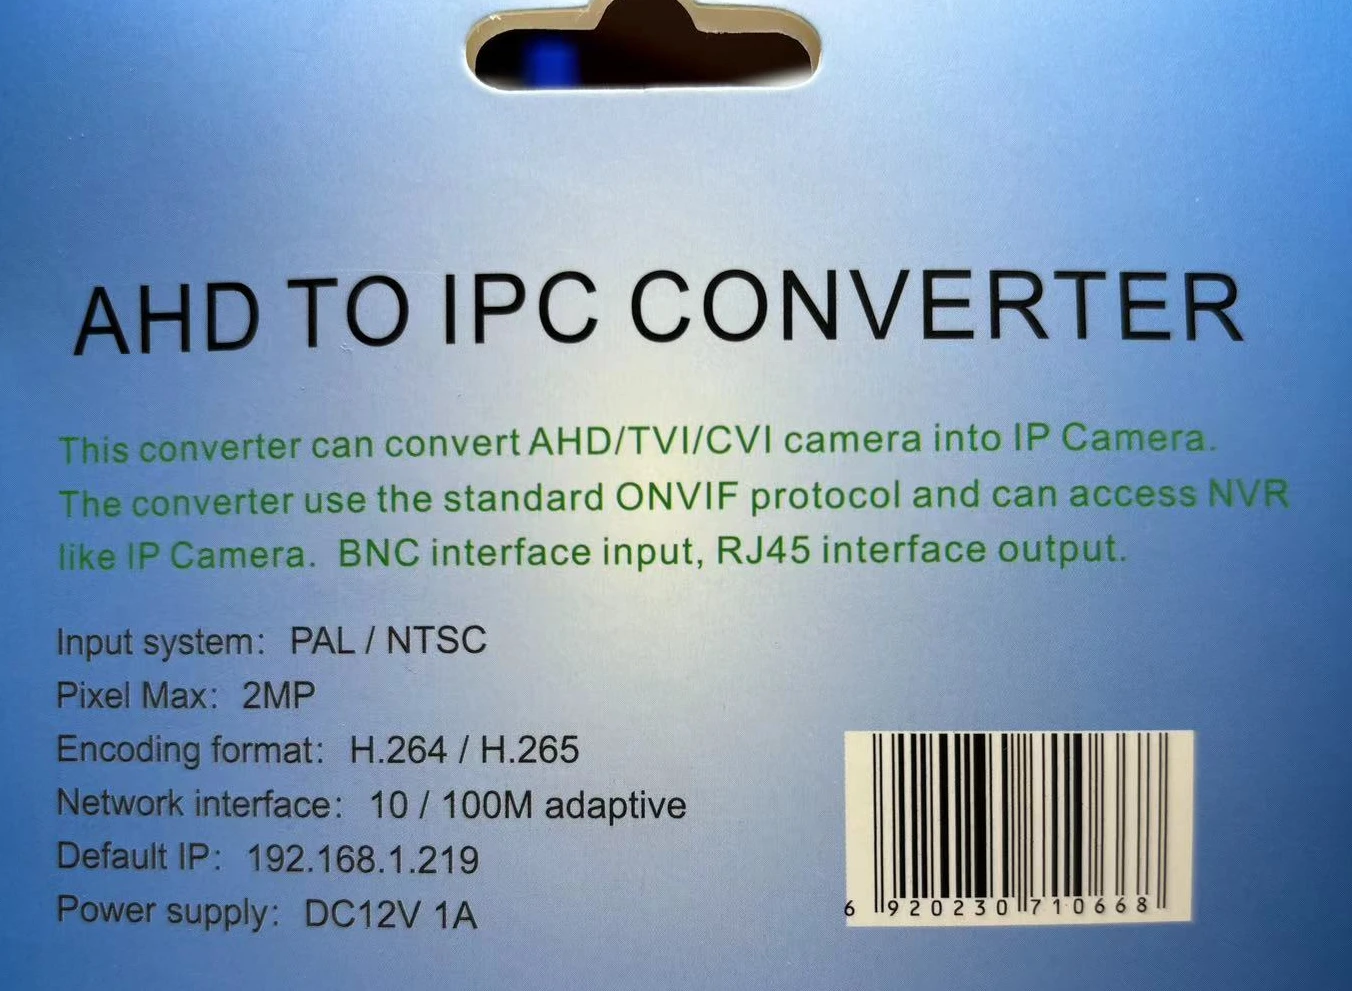 AHD TO IPC CONVERTER
This converter can convert AHD/TVI/CVI camera into IP Camera.
The converter use the standard ONVIF protocol and can access NVR
like IP Camera. BNC interface input, RJ45 interface output.
Input system: PAL / NTSC
Pixel Max: 2MP
Encoding format: H.264 / H.265
Network interface: 10 / 100M adaptive
Default IP: 192.168.1.219
Power supply: DC12V 1A
6 920230 710668